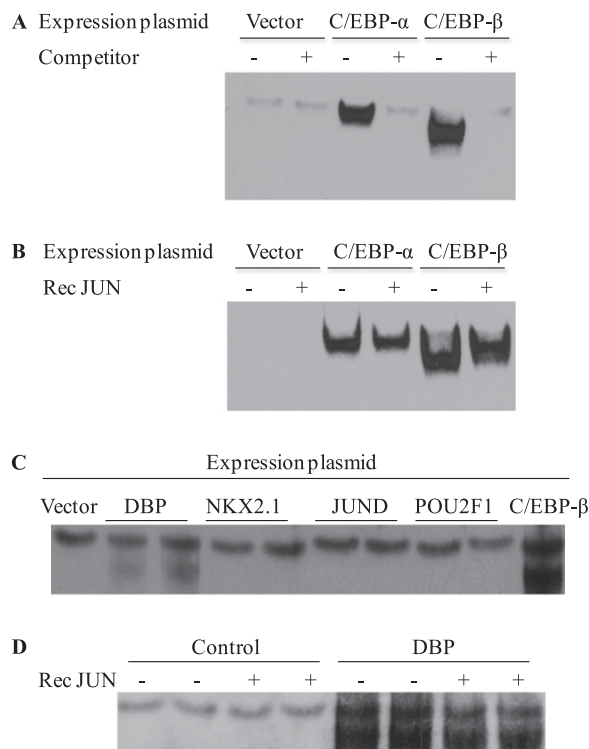 A Expression plasmid Vector C/EBP-α C/EBP-β
Competitor - + - + - +
B Expression plasmid Vector C/EBP-α C/EBP-β
Rec JUN - + - + - +
C Expression plasmid
Vector DBP NKX2.1 JUND POU2F1 C/EBP-β
D Control DBP
Rec JUN - - + + - - + +